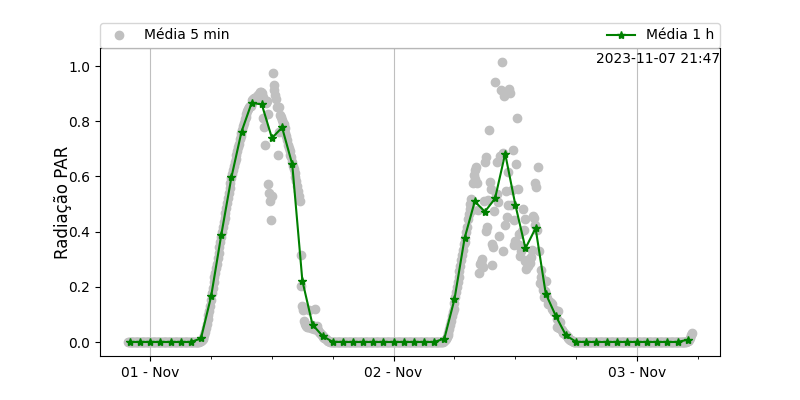 Média 5 min
Média 1 h
2023-11-07 21:47
Radiação PAR
1.0
0.8
0.6
0.4
0.2
0.0
01 - Nov
02 - Nov
03 - Nov